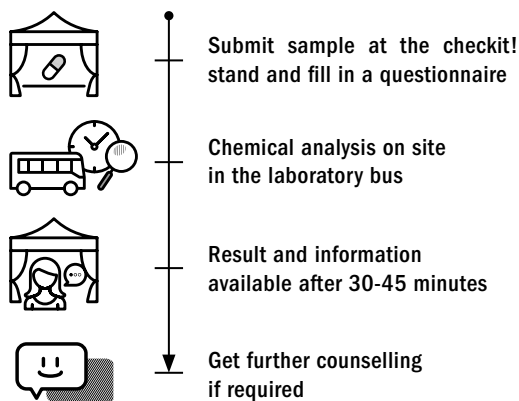 Submit sample at the checkit!
stand and fill in a questionnaire
Chemical analysis on site
in the laboratory bus
Result and information
available after 30-45 minutes
Get further counselling
if required